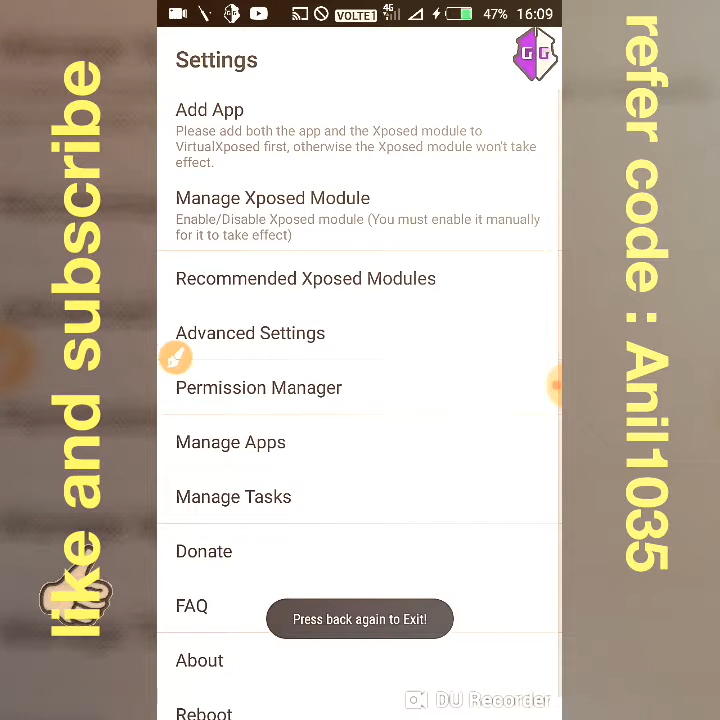 VOLTE1 4G 47% 16:09
Settings
GG
Add App
Please add both the app and the Xposed module to
VirtualXposed first, otherwise the Xposed module won't take
effect.
Manage Xposed Module
Enable/Disable Xposed module (You must enable it manually
for it to take effect)
Recommended Xposed Modules
Advanced Settings
Permission Manager
Manage Apps
Manage Tasks
Donate
FAQ
Press back again to Exit!
About
Reboot
DU Recorder
like and subscribe
refer code : Anil1035